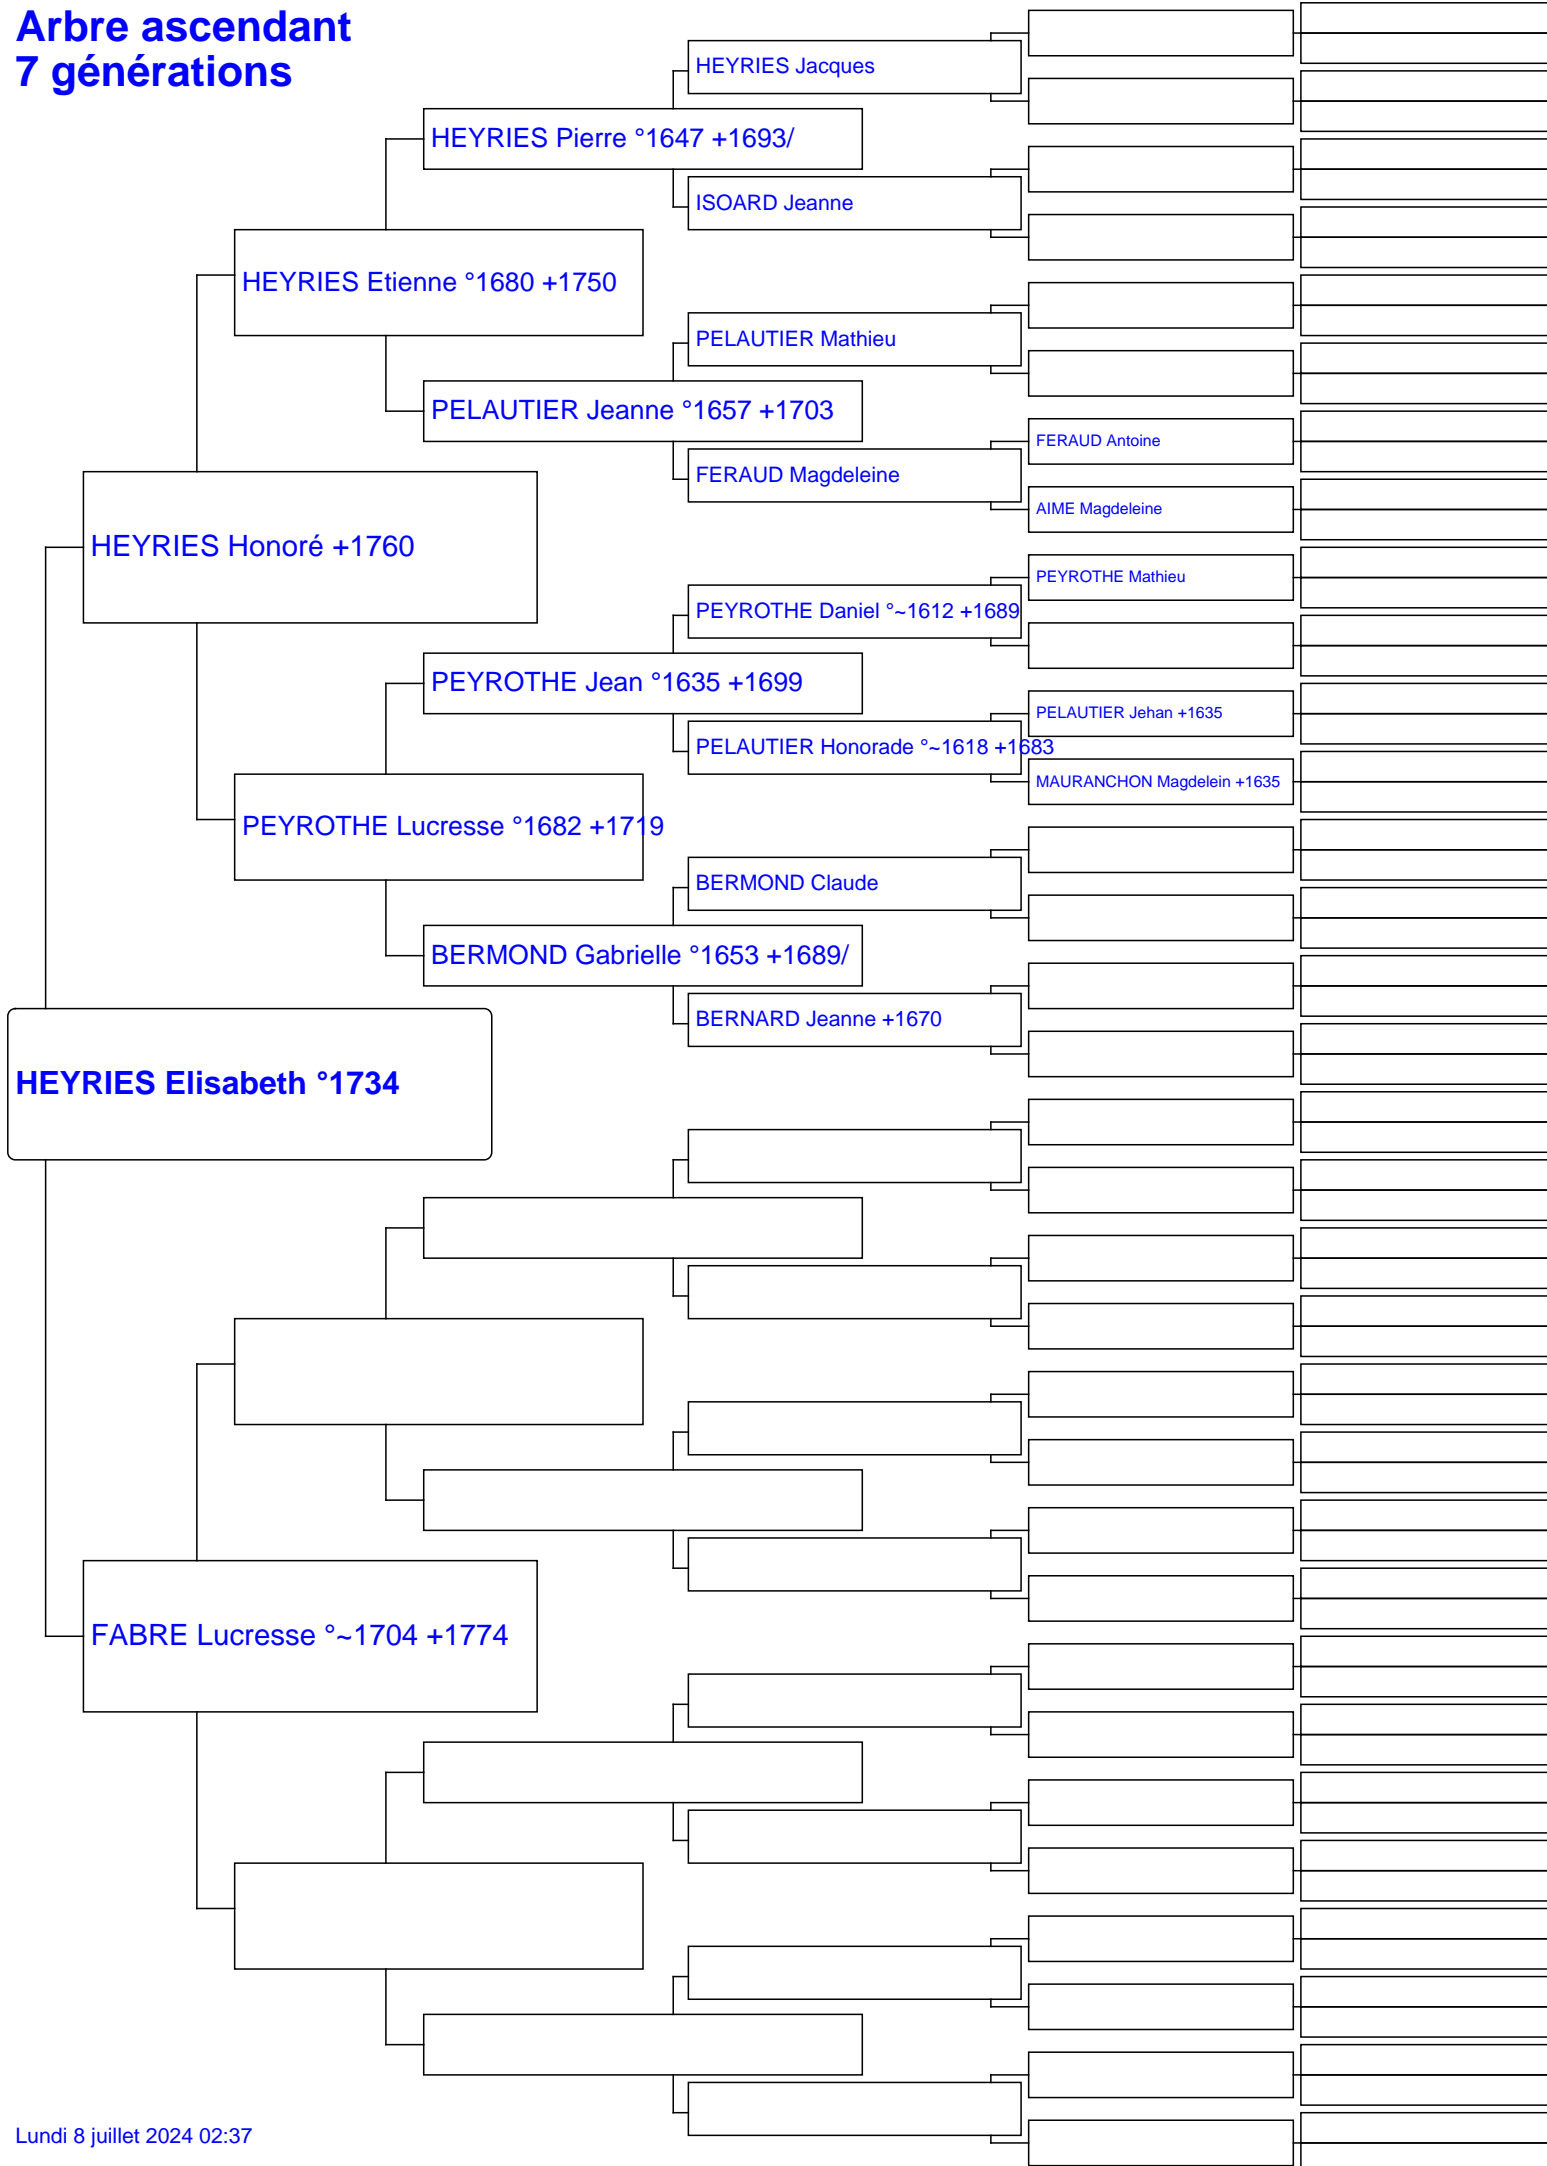 Arbre ascendant
7 générations
HEYRIES Jacques
HEYRIES Pierre °1647 +1693/
ISOARD Jeanne
HEYRIES Etienne °1680 +1750
PELAUTIER Mathieu
PELAUTIER Jeanne °1657 +1703
FERAUD Antoine
FERAUD Magdeleine
AIME Magdeleine
HEYRIES Honoré +1760
PEYROTHE Mathieu
PEYROTHE Daniel °~1612 +1689
PEYROTHE Jean °1635 +1699
PELAUTIER Jehan +1635
PELAUTIER Honorade °~1618 +1683
MAURANCHON Magdelein +1635
PEYROTHE Lucresse °1682 +1719
BERMOND Claude
BERMOND Gabrielle °1653 +1689/
BERNARD Jeanne +1670
HEYRIES Elisabeth °1734
FABRE Lucresse °~1704 +1774
Lundi 8 juillet 2024 02:37